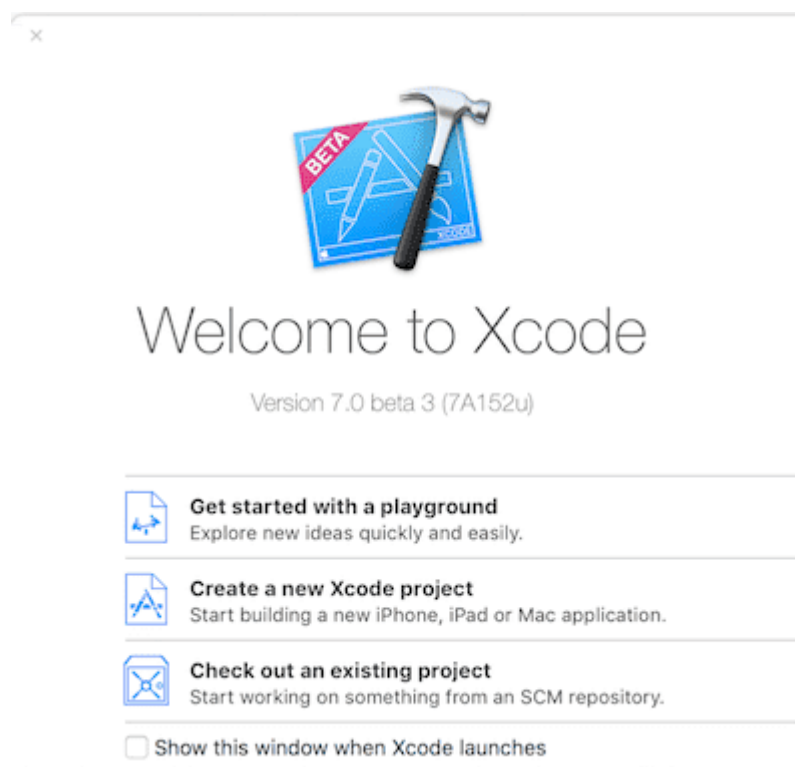 BETA
XCODE
Welcome to Xcode
Version 7.0 beta 3 (7A152u)
Get started with a playground
Explore new ideas quickly and easily.
Create a new Xcode project
Start building a new iPhone, iPad or Mac application.
Check out an existing project
Start working on something from an SCM repository.
Show this window when Xcode launches